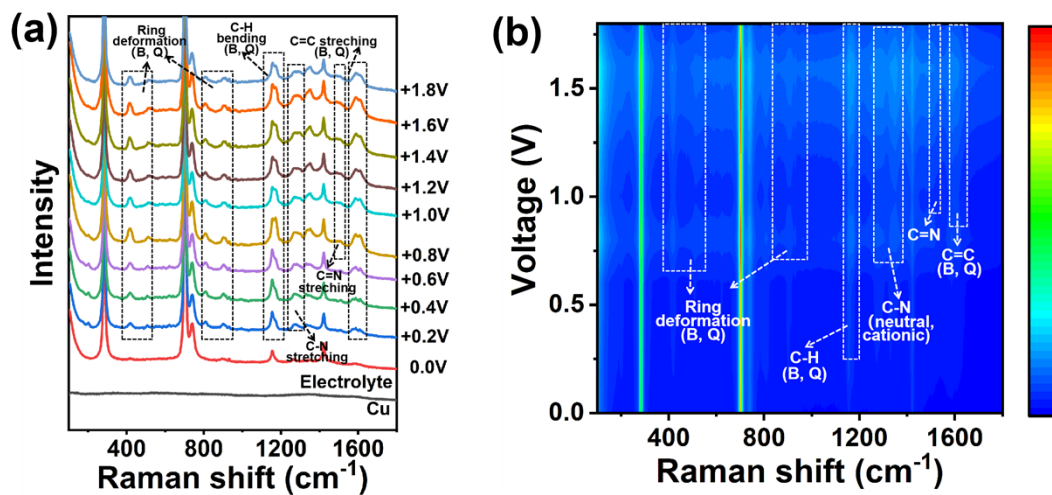 (a)
Ring
deformation
(B, Q)
C-H
bending
(B, Q)
C=C streching
(B, Q)
+1.8V
+1.6V
+1.4V
+1.2V
+1.0V
+0.8V
+0.6V
+0.4V
+0.2V
0.0V
C=N
streching
C-N
stretching
Electrolyte
Cu
Intensity
400 800 1200 1600
Raman shift (cm-1)
(b)
Voltage (V)
1.5
1.0
0.5
0.0
Ring
deformation
(B, Q)
C-H
(B, Q)
C-N
(neutral,
cationic)
C=N
C=C
(B, Q)
400 800 1200 1600
Raman shift (cm-1)